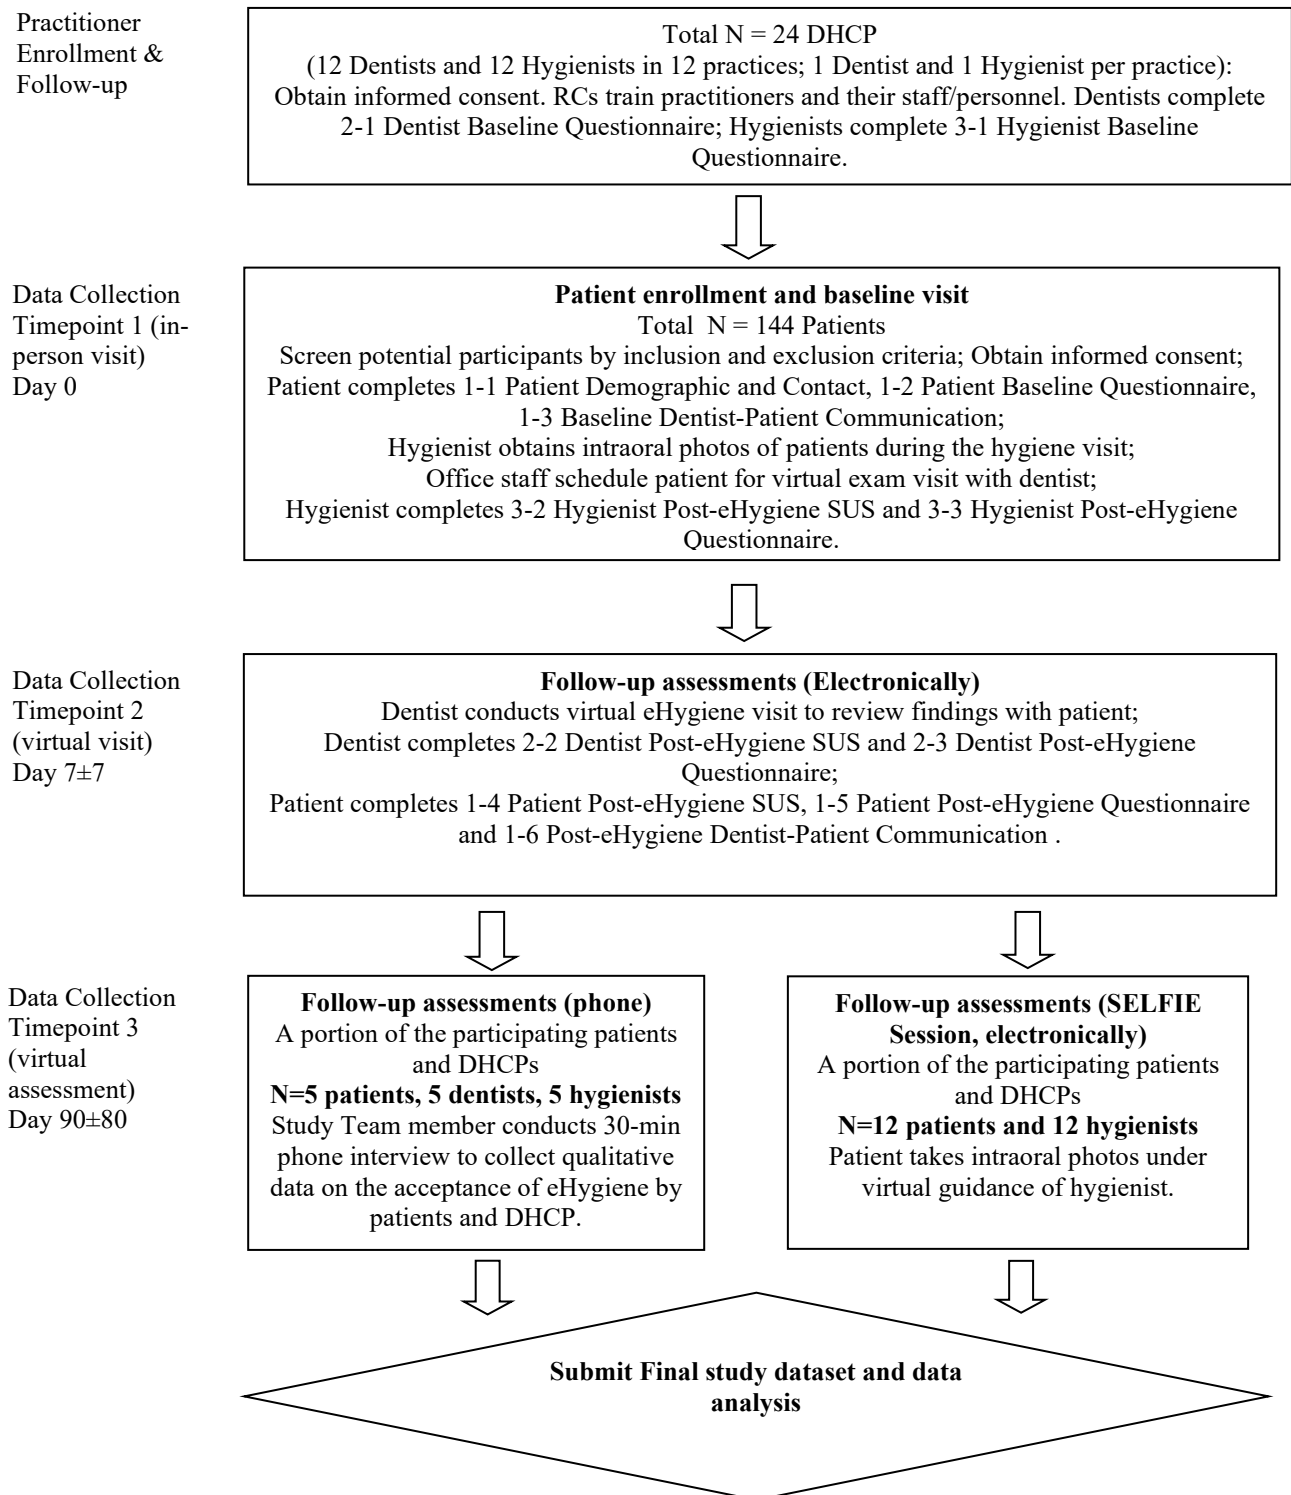 Practitioner
Enrollment &
Follow-up
Total N = 24 DHCP
(12 Dentists and 12 Hygienists in 12 practices; 1 Dentist and 1 Hygienist per practice):
Obtain informed consent. RCs train practitioners and their staff/personnel. Dentists complete
2-1 Dentist Baseline Questionnaire; Hygienists complete 3-1 Hygienist Baseline
Questionnaire.
Data Collection
Timepoint 1 (in-
person visit)
Day 0
Patient enrollment and baseline visit
Total N = 144 Patients
Screen potential participants by inclusion and exclusion criteria; Obtain informed consent;
Patient completes 1-1 Patient Demographic and Contact, 1-2 Patient Baseline Questionnaire,
1-3 Baseline Dentist-Patient Communication;
Hygienist obtains intraoral photos of patients during the hygiene visit;
Office staff schedule patient for virtual exam visit with dentist;
Hygienist completes 3-2 Hygienist Post-eHygiene SUS and 3-3 Hygienist Post-eHygiene
Questionnaire.
Data Collection
Timepoint 2
(virtual visit)
Day 7±7
Follow-up assessments (Electronically)
Dentist conducts virtual eHygiene visit to review findings with patient;
Dentist completes 2-2 Dentist Post-eHygiene SUS and 2-3 Dentist Post-eHygiene
Questionnaire;
Patient completes 1-4 Patient Post-eHygiene SUS, 1-5 Patient Post-eHygiene Questionnaire
and 1-6 Post-eHygiene Dentist-Patient Communication .
Data Collection
Timepoint 3
(virtual
assessment)
Day 90±80
Follow-up assessments (phone)
A portion of the participating patients
and DHCPs
N=5 patients, 5 dentists, 5 hygienists
Study Team member conducts 30-min
phone interview to collect qualitative
data on the acceptance of eHygiene by
patients and DHCP.
Follow-up assessments (SELFIE
Session, electronically)
A portion of the participating patients
and DHCPs
N=12 patients and 12 hygienists
Patient takes intraoral photos under
virtual guidance of hygienist.
Submit Final study dataset and data
analysis